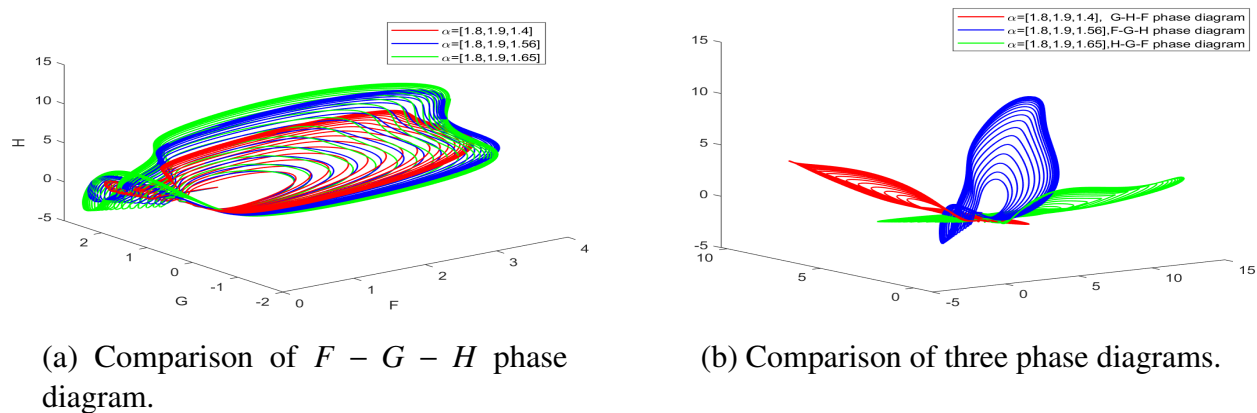 α=[1.8,1.9,1.4]
α=[1.8,1.9,1.56]
α=[1.8,1.9,1.65]
15
10
5
0
-5
H
2
1
0
-1
-2
G
0
1
2
3
4
F
α=[1.8,1.9,1.4], G-H-F phase diagram
α=[1.8,1.9,1.56],F-G-H phase diagram
α=[1.8,1.9,1.65],H-G-F phase diagram
15
10
5
0
-5
10
5
0
-5
0
5
10
15
(a) Comparison of F − G − H phase
diagram.
(b) Comparison of three phase diagrams.